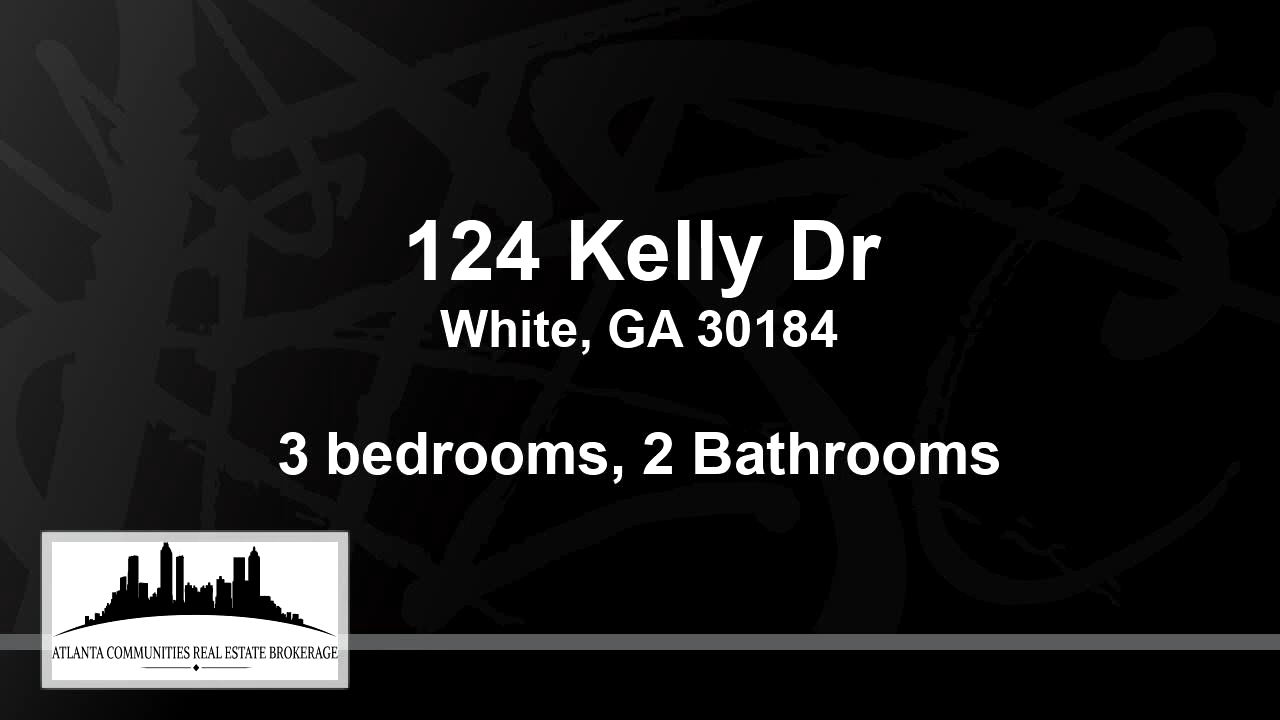 124 Kelly Dr
White, GA 30184
3 bedrooms, 2 Bathrooms
ATLANTA COMMUNITIES REAL ESTATE BROKERAGE